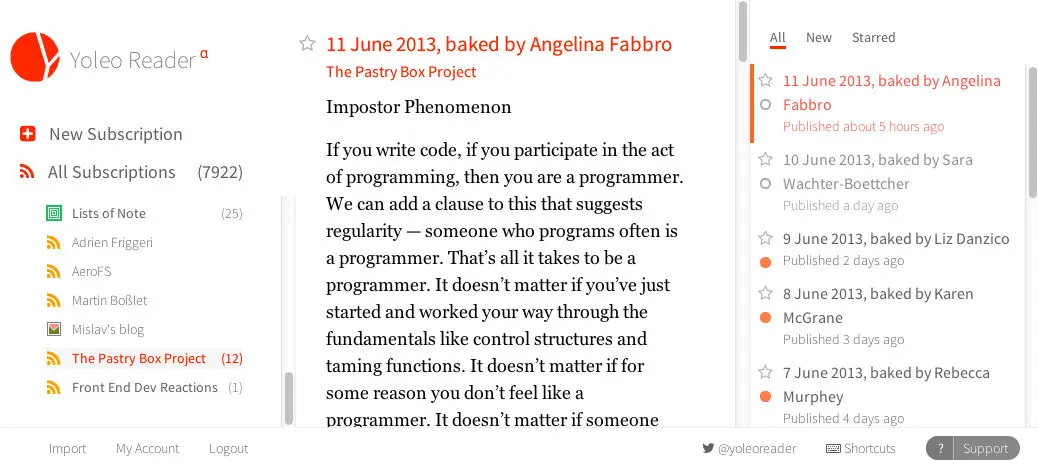 Yoleo Reader α
New Subscription
All Subscriptions (7922)
Lists of Note (25)
Adrien Friggeri
AeroFS
Martin Boßlet
Mislav's blog
The Pastry Box Project (12)
Front End Dev Reactions (1)
11 June 2013, baked by Angelina Fabbro
The Pastry Box Project
Impostor Phenomenon
If you write code, if you participate in the act
of programming, then you are a programmer.
We can add a clause to this that suggests
regularity — someone who programs often is
a programmer. That’s all it takes to be a
programmer. It doesn’t matter if you’ve just
started and worked your way through the
fundamentals like control structures and
taming functions. It doesn’t matter if for
some reason you don’t feel like a
programmer. It doesn’t matter if someone
All New Starred
11 June 2013, baked by Angelina
Fabbro
Published about 5 hours ago
10 June 2013, baked by Sara
Wachter-Boettcher
Published a day ago
9 June 2013, baked by Liz Danzico
Published 2 days ago
8 June 2013, baked by Karen
McGrane
Published 3 days ago
7 June 2013, baked by Rebecca
Murphey
Published 4 days ago
Import My Account Logout
@yoleoreader Shortcuts ? Support